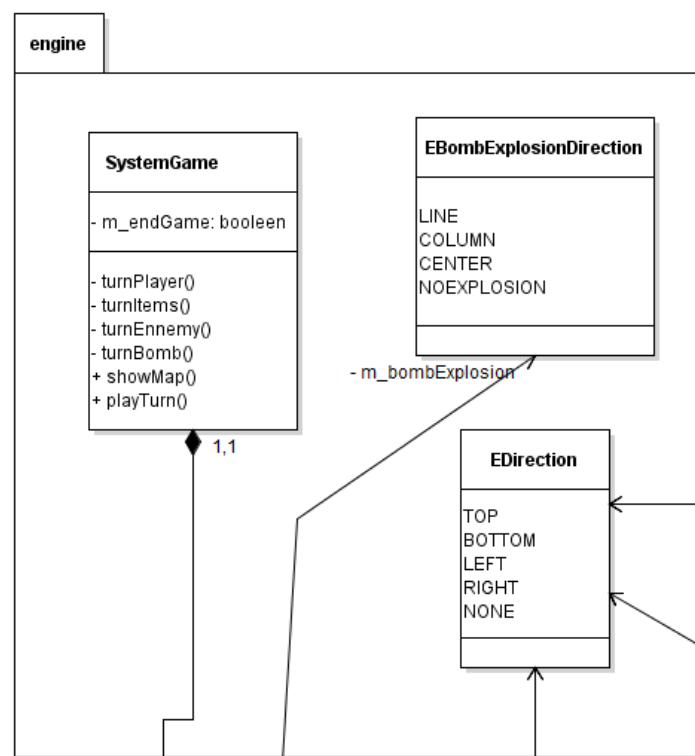 engine
SystemGame
- m_endGame: booleen
- turnPlayer()
- turnItems()
- turnEnnemy()
- turnBomb()
+ showMap()
+ playTurn()
1,1
EBombExplosionDirection
LINE
COLUMN
CENTER
NOEXPLOSION
- m_bombExplosion
EDirection
TOP
BOTTOM
LEFT
RIGHT
NONE